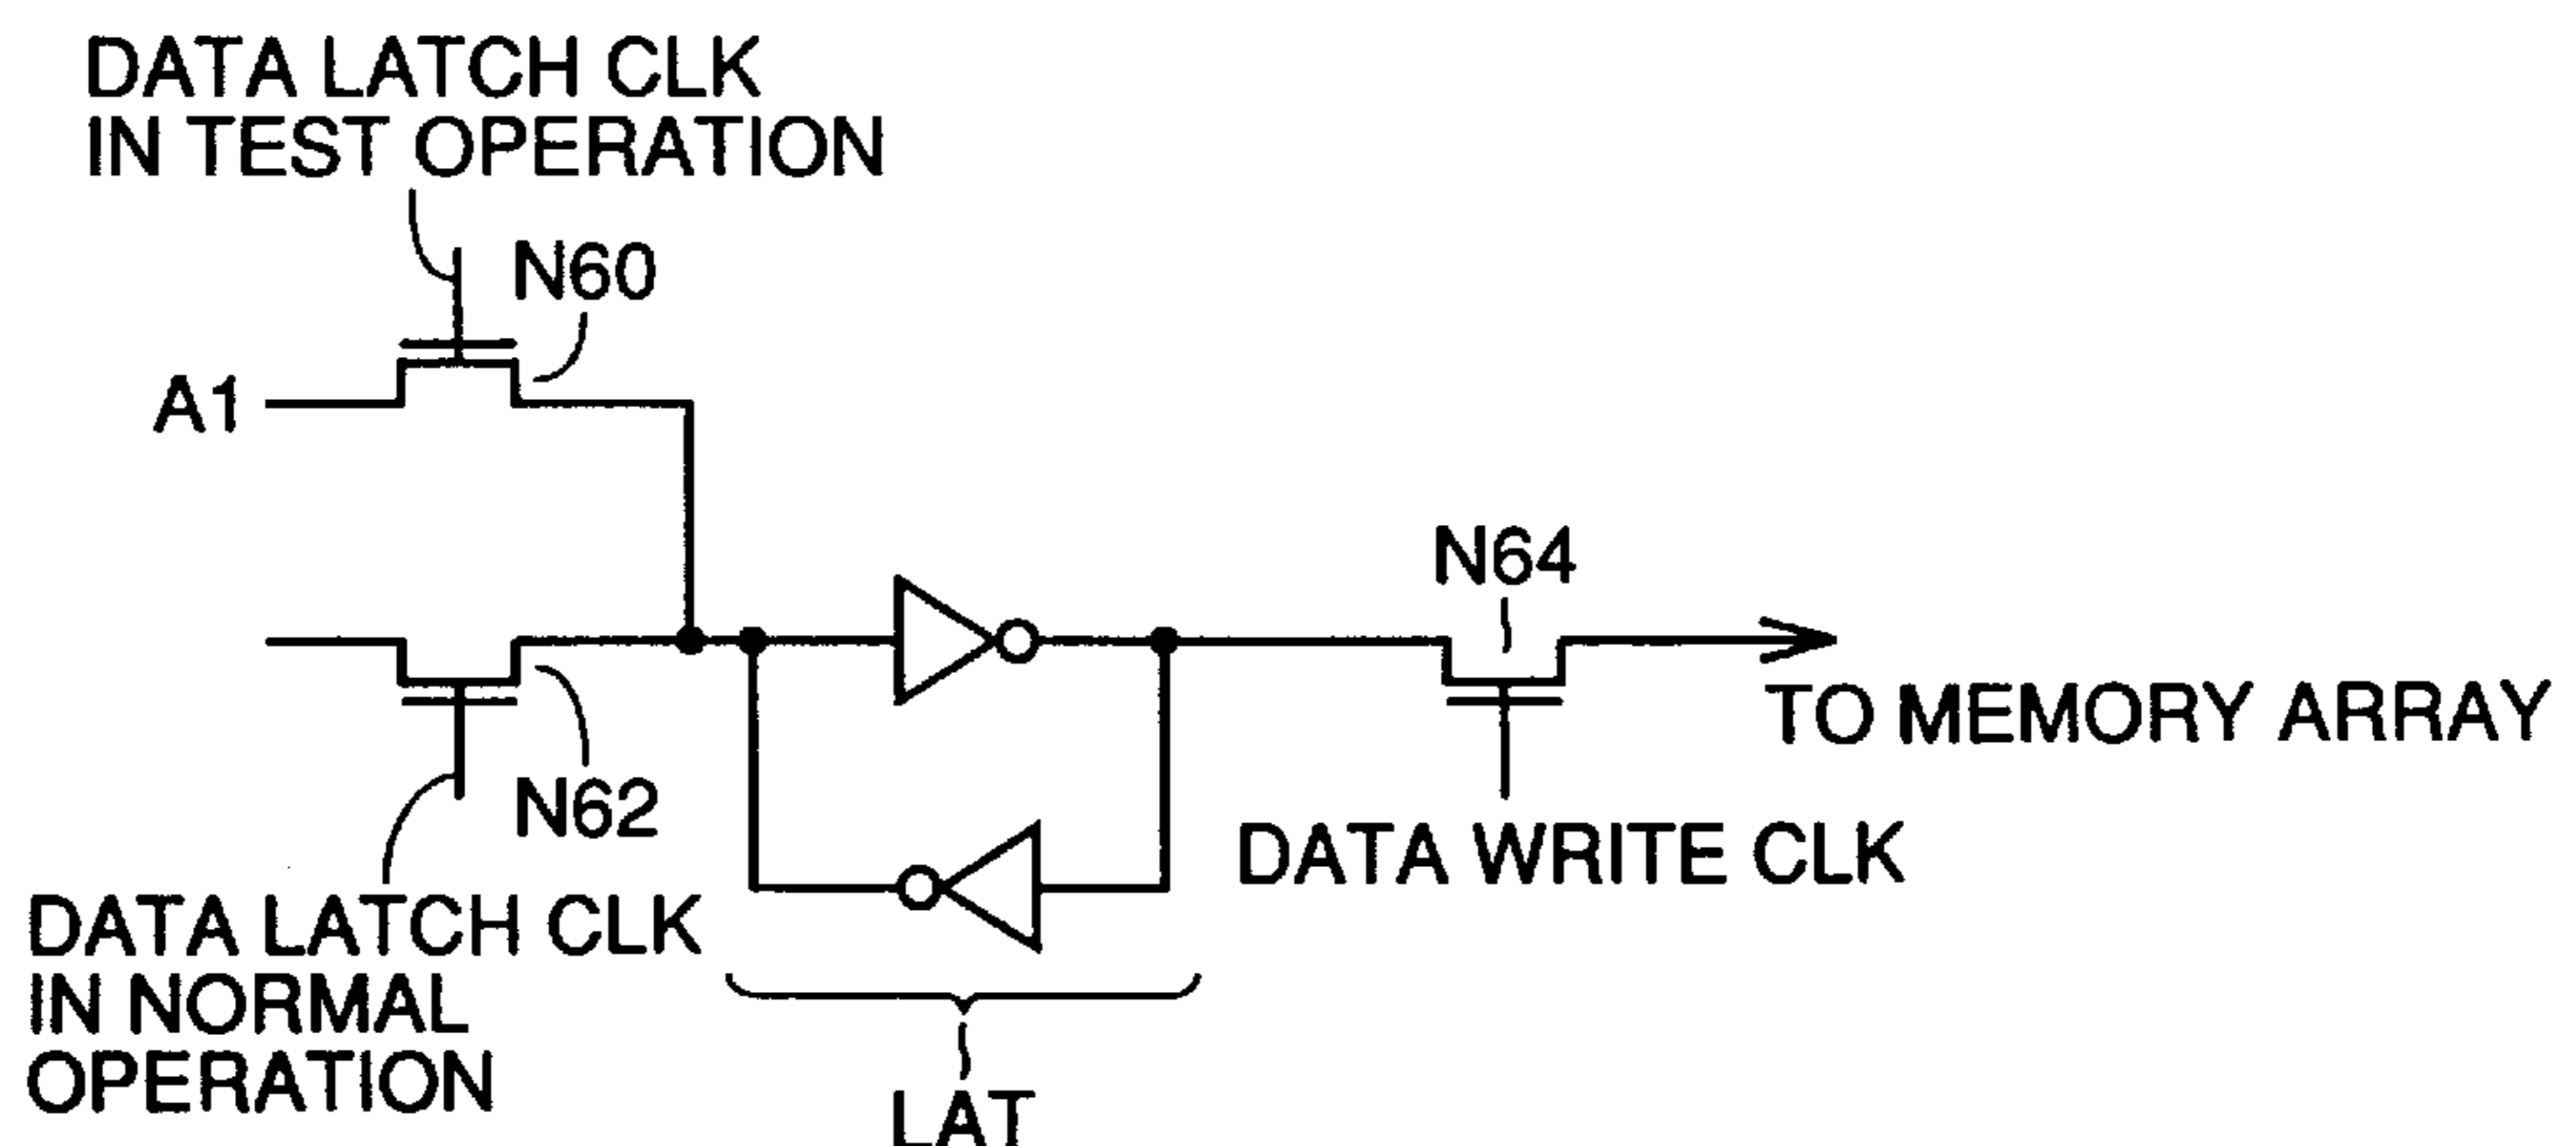 DATA LATCH CLK
IN TEST OPERATION
N60
A1
N64
TO MEMORY ARRAY
N62
DATA WRITE CLK
DATA LATCH CLK
IN NORMAL
OPERATION
LAT